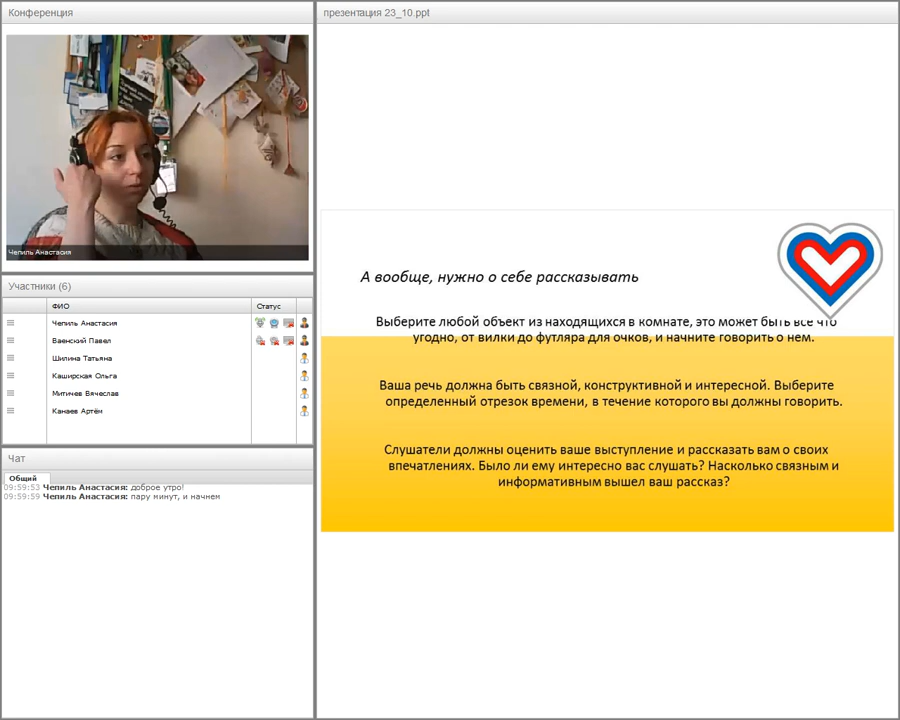 Конференция
Чепиль Анастасия
Участники (6)
ФИО Статус
Чепиль Анастасия
Ваенский Павел
Шилина Татьяна
Каширская Ольга
Митичев Вячеслав
Канаев Артём
Чат
Общий
09:59:53 Чепиль Анастасия: доброе утро!
09:59:59 Чепиль Анастасия: пару минут, и начнем
презентация 23_10.ppt
А вообще, нужно о себе рассказывать
Выберите любой объект из находящихся в комнате, это может быть все что
угодно, от вилки до футляра для очков, и начните говорить о нем.
Ваша речь должна быть связной, конструктивной и интересной. Выберите
определенный отрезок времени, в течение которого вы должны говорить.
Слушатели должны оценить ваше выступление и рассказать вам о своих
впечатлениях. Было ли ему интересно вас слушать? Насколько связным и
информативным вышел ваш рассказ?